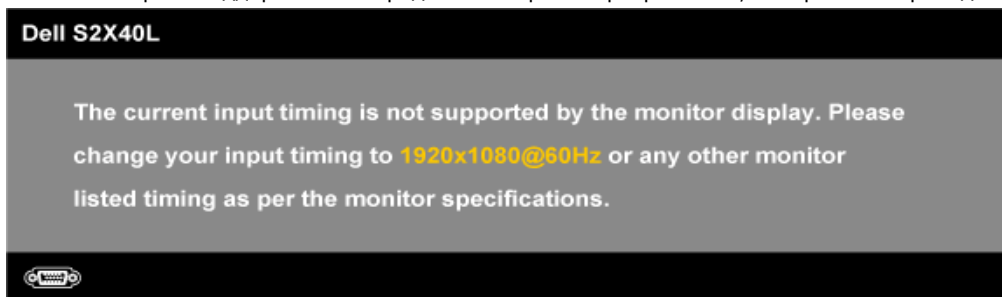 Dell S2X40L
The current input timing is not supported by the monitor display. Please
change your input timing to 1920x1080@60Hz or any other monitor
listed timing as per the monitor specifications.